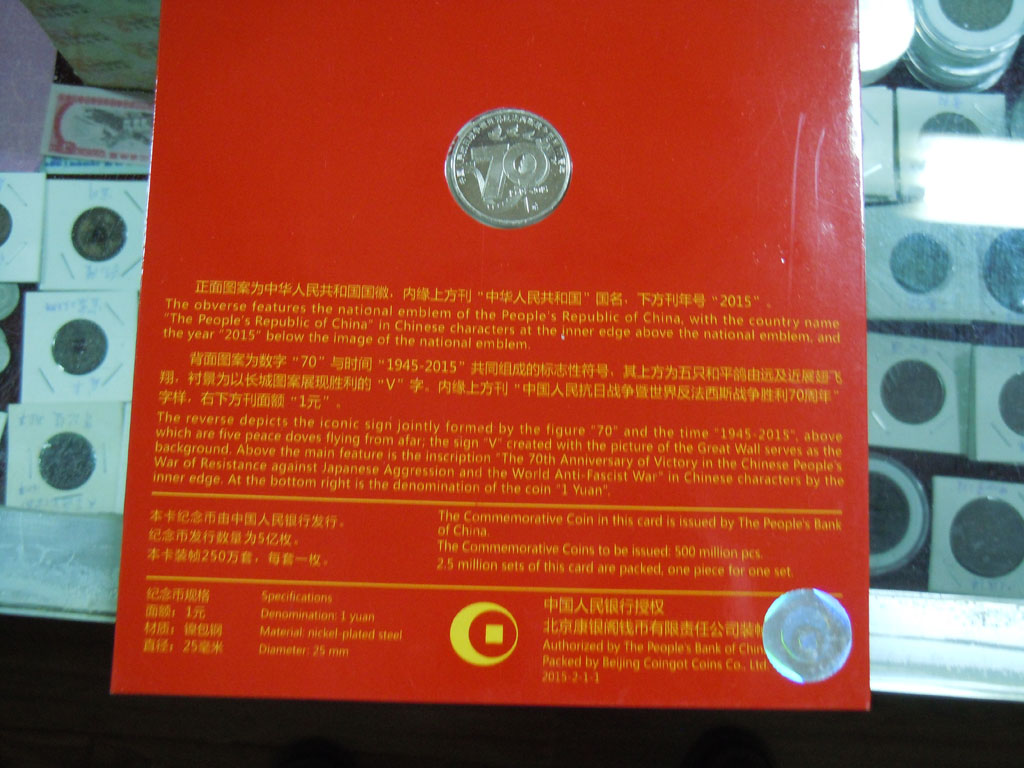 70
正面图案为中华人民共和国国徽，内缘上方刊“中华人民共和国”国名，下方刊年号“2015”。
The obverse features the national emblem of the People's Republic of China, with the country name
"The People's Republic of China" in Chinese characters at the inner edge above the national emblem, and
the year "2015" below the image of the national emblem.
背面图案为数字“70”与时间“1945-2015”共同组成的标志性符号，其上方为五只和平鸽由远及近展翅飞
翔，衬景为以长城图案展现胜利的“V”字，内缘上方刊“中国人民抗日战争暨世界反法西斯战争胜利70周年”
字样，右下方刊面额“1元”。
The reverse depicts the iconic sign jointly formed by the figure "70" and the time "1945-2015", above
which are five peace doves flying from afar; the sign "V" created with the picture of the Great Wall serves as the
background. Above the main feature is the inscription "The 70th Anniversary of Victory in the Chinese People's
War of Resistance against Japanese Aggression and the World Anti-Fascist War" in Chinese characters by the
inner edge. At the bottom right is the denomination of the coin "1 Yuan".
本卡纪念币由中国人民银行发行。
纪念币发行数量为5亿枚。
本卡装帧250万套，每套一枚。
The Commemorative Coin in this card is issued by The People's Bank
of China.
The Commemorative Coins to be issued: 500 million pcs.
2.5 million sets of this card are packed, one piece for one set.
纪念币规格
面额：1元
材质：镍包钢
直径：25毫米
Specifications
Denomination: 1 yuan
Material: nickel-plated steel
Diameter: 25 mm
中国人民银行授权
北京康银阁钱币有限责任公司装帧
Authorized by The People's Bank of Chin
Packed by Beijing Coingot Coins Co., Ltd.
2015-2-1-1